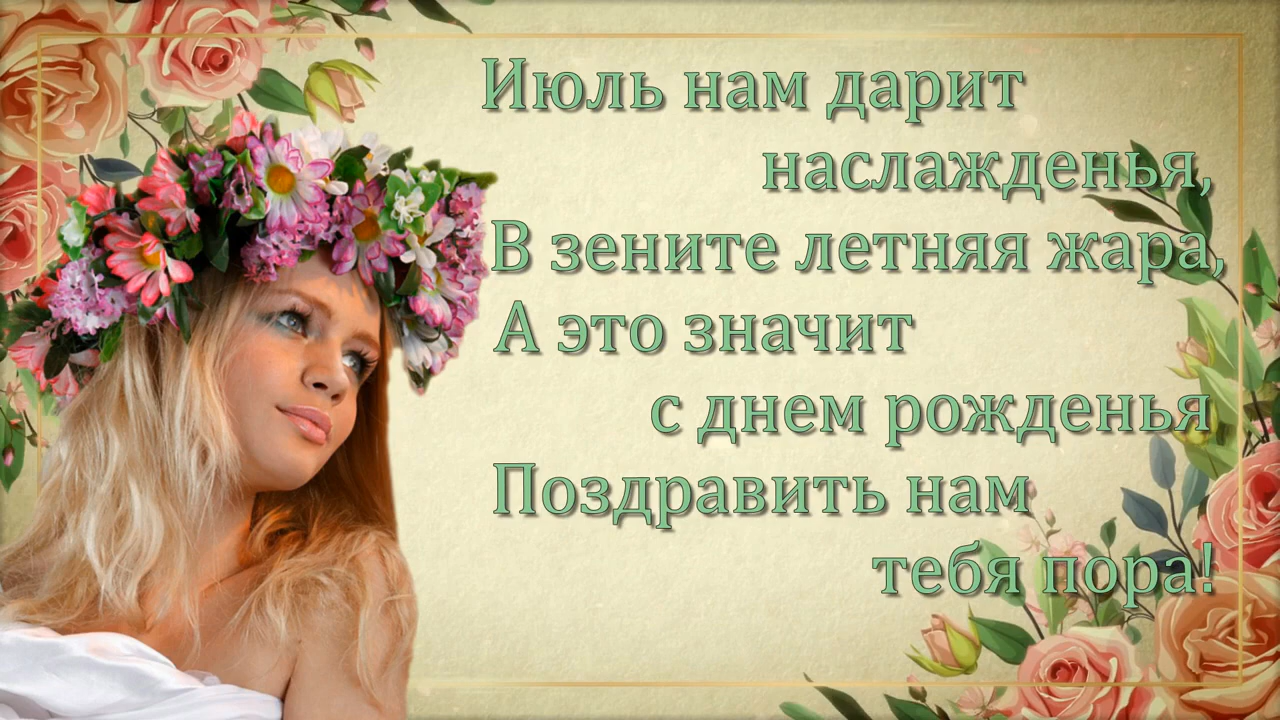 Июль нам дарит
наслажденья,
В зените летняя жара,
А это значит
с днем рожденья
Поздравить нам
тебя пора!